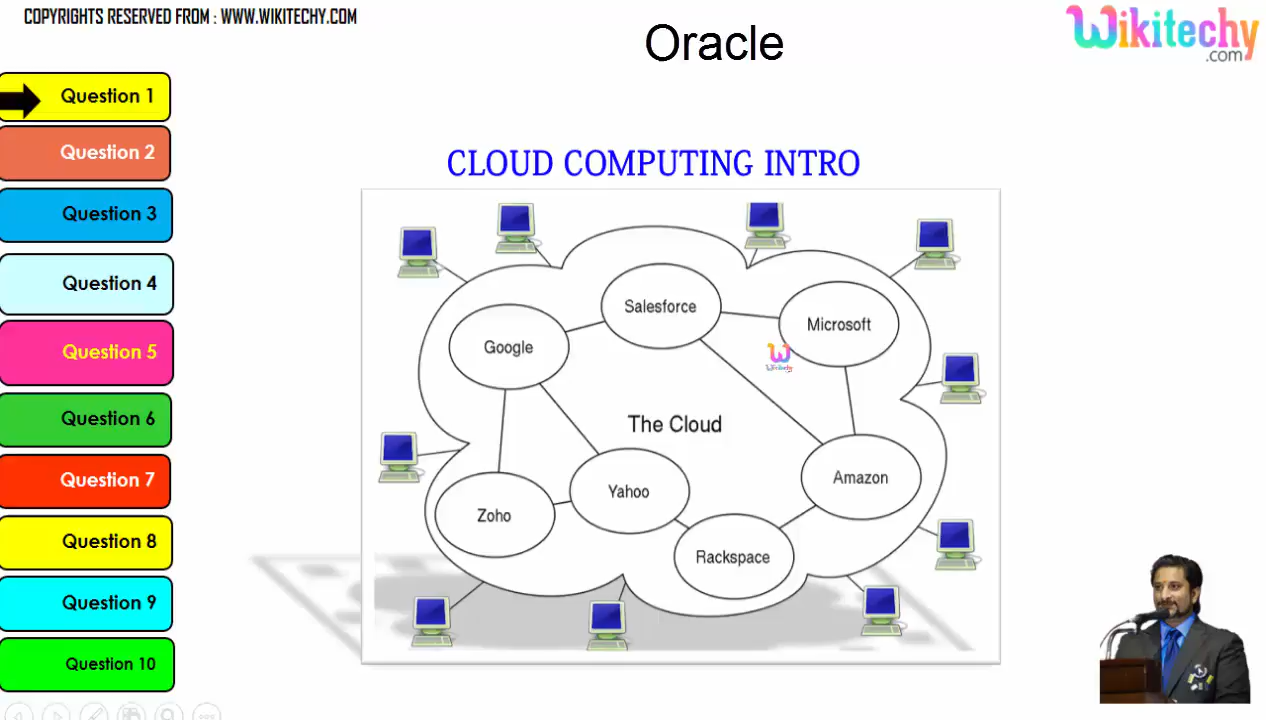 COPYRIGHTS RESERVED FROM : WWW.WIKITECHY.COM
Oracle
Wikitechy
.com
Question 1
Question 2
Question 3
Question 4
Question 5
Question 6
Question 7
Question 8
Question 9
Question 10
CLOUD COMPUTING INTRO
Salesforce
Microsoft
Google
Wikitechy
The Cloud
Yahoo
Amazon
Zoho
Rackspace